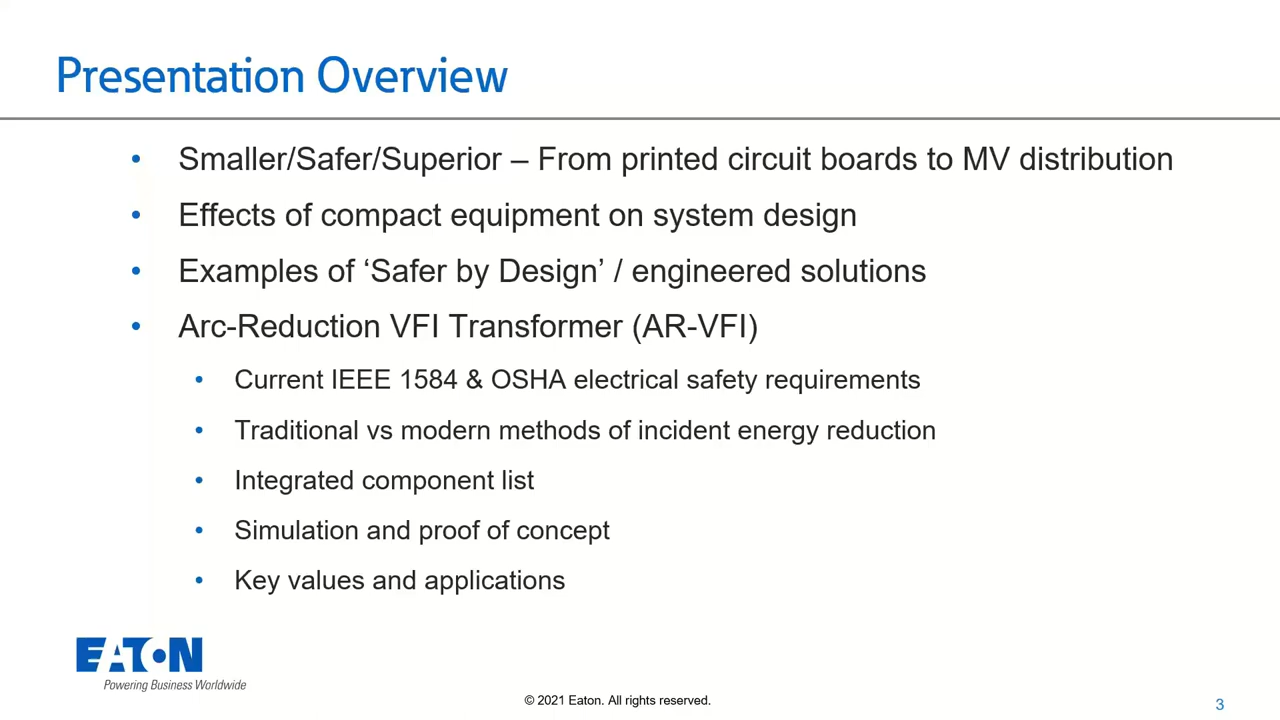 Presentation Overview
• Smaller/Safer/Superior – From printed circuit boards to MV distribution
• Effects of compact equipment on system design
• Examples of ‘Safer by Design’ / engineered solutions
• Arc-Reduction VFI Transformer (AR-VFI)
• Current IEEE 1584 & OSHA electrical safety requirements
• Traditional vs modern methods of incident energy reduction
• Integrated component list
• Simulation and proof of concept
• Key values and applications
EATON
Powering Business Worldwide
© 2021 Eaton. All rights reserved.
3